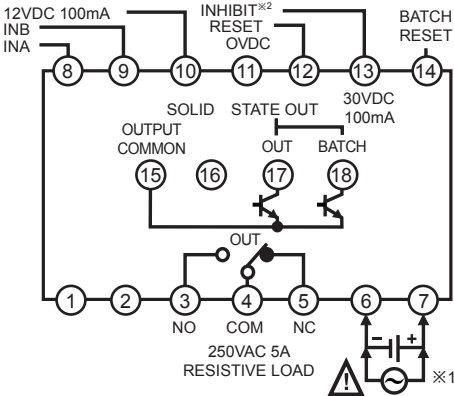 12VDC 100mA
INB
INA
INHIBIT※2
RESET
0VDC
BATCH
RESET
8 9 10 11 12 13 14
30VDC
100mA
SOLID STATE OUT
OUTPUT
COMMON
OUT BATCH
15 16 17 18
OUT
1 2 3 4 5 6 7
NO COM NC
250VAC 5A
RESISTIVE LOAD
- +
! ※1